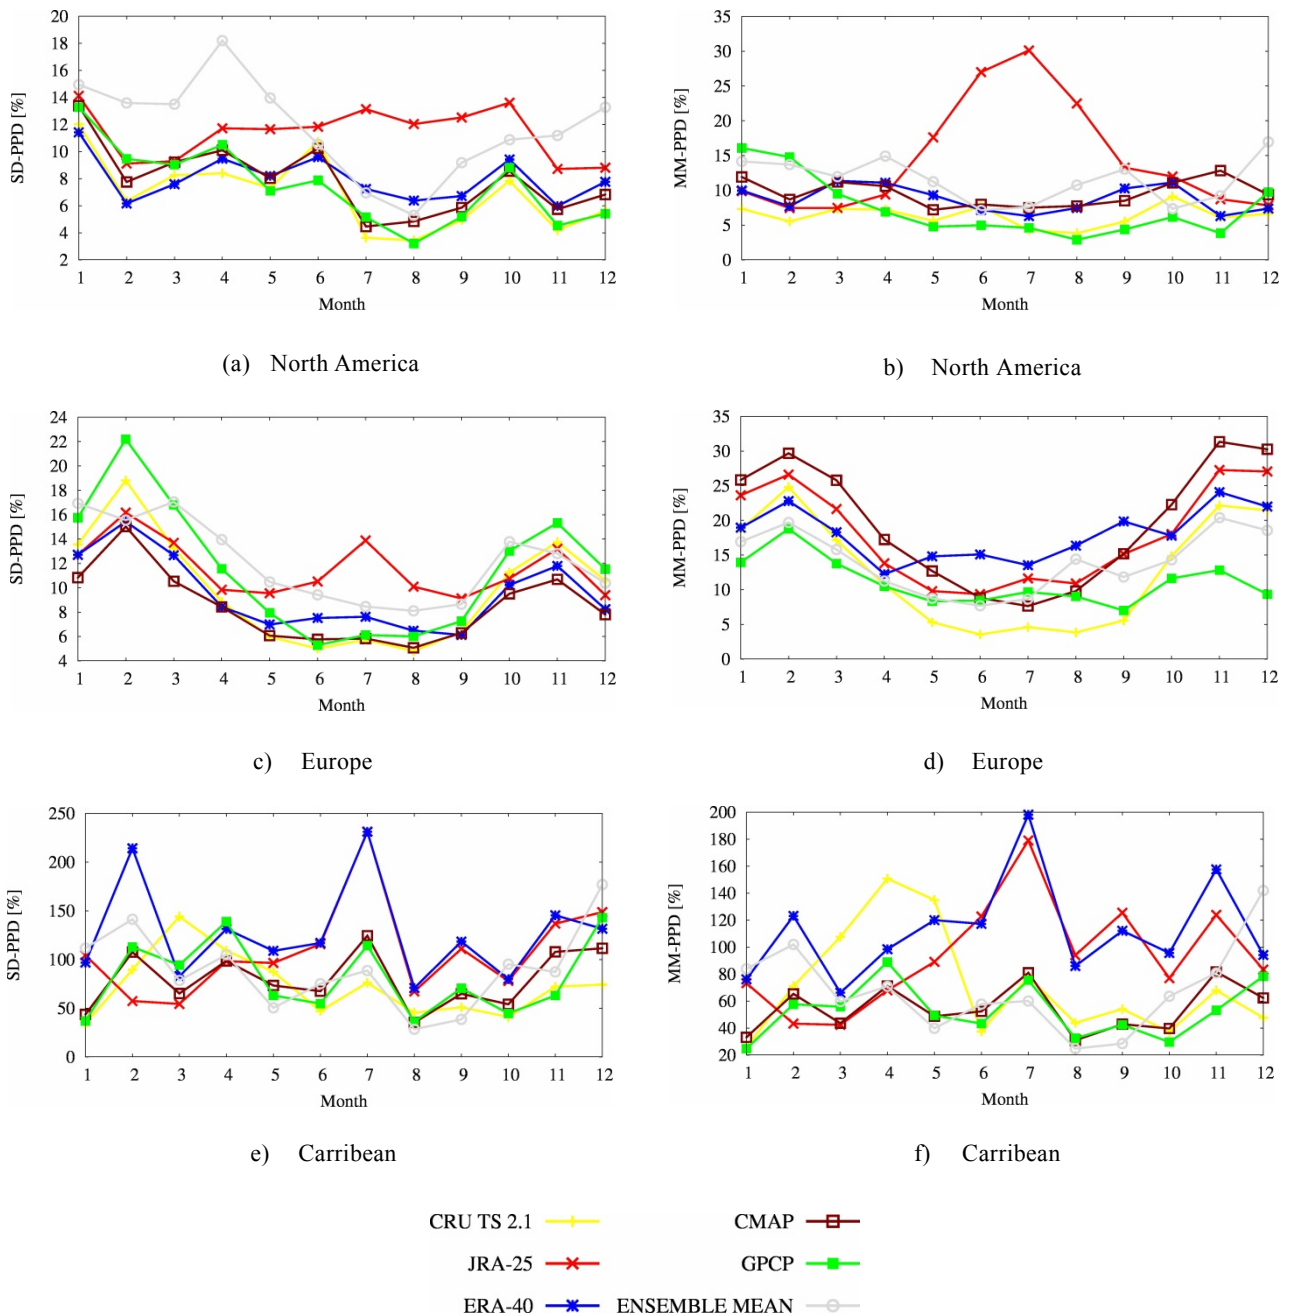 20
18
16
14
12
10
8
6
4
2
SD-PPD [%]
1 2 3 4 5 6 7 8 9 10 11 12
Month
(a) North America
35
30
25
20
15
10
5
0
MM-PPD [%]
1 2 3 4 5 6 7 8 9 10 11 12
Month
b) North America
24
22
20
18
16
14
12
10
8
6
4
SD-PPD [%]
1 2 3 4 5 6 7 8 9 10 11 12
Month
c) Europe
35
30
25
20
15
10
5
0
MM-PPD [%]
1 2 3 4 5 6 7 8 9 10 11 12
Month
d) Europe
250
200
150
100
50
0
SD-PPD [%]
1 2 3 4 5 6 7 8 9 10 11 12
Month
e) Carribean
200
180
160
140
120
100
80
60
40
20
MM-PPD [%]
1 2 3 4 5 6 7 8 9 10 11 12
Month
f) Carribean
CRU TS 2.1
JRA-25
ERA-40
CMAP
GPCP
ENSEMBLE MEAN